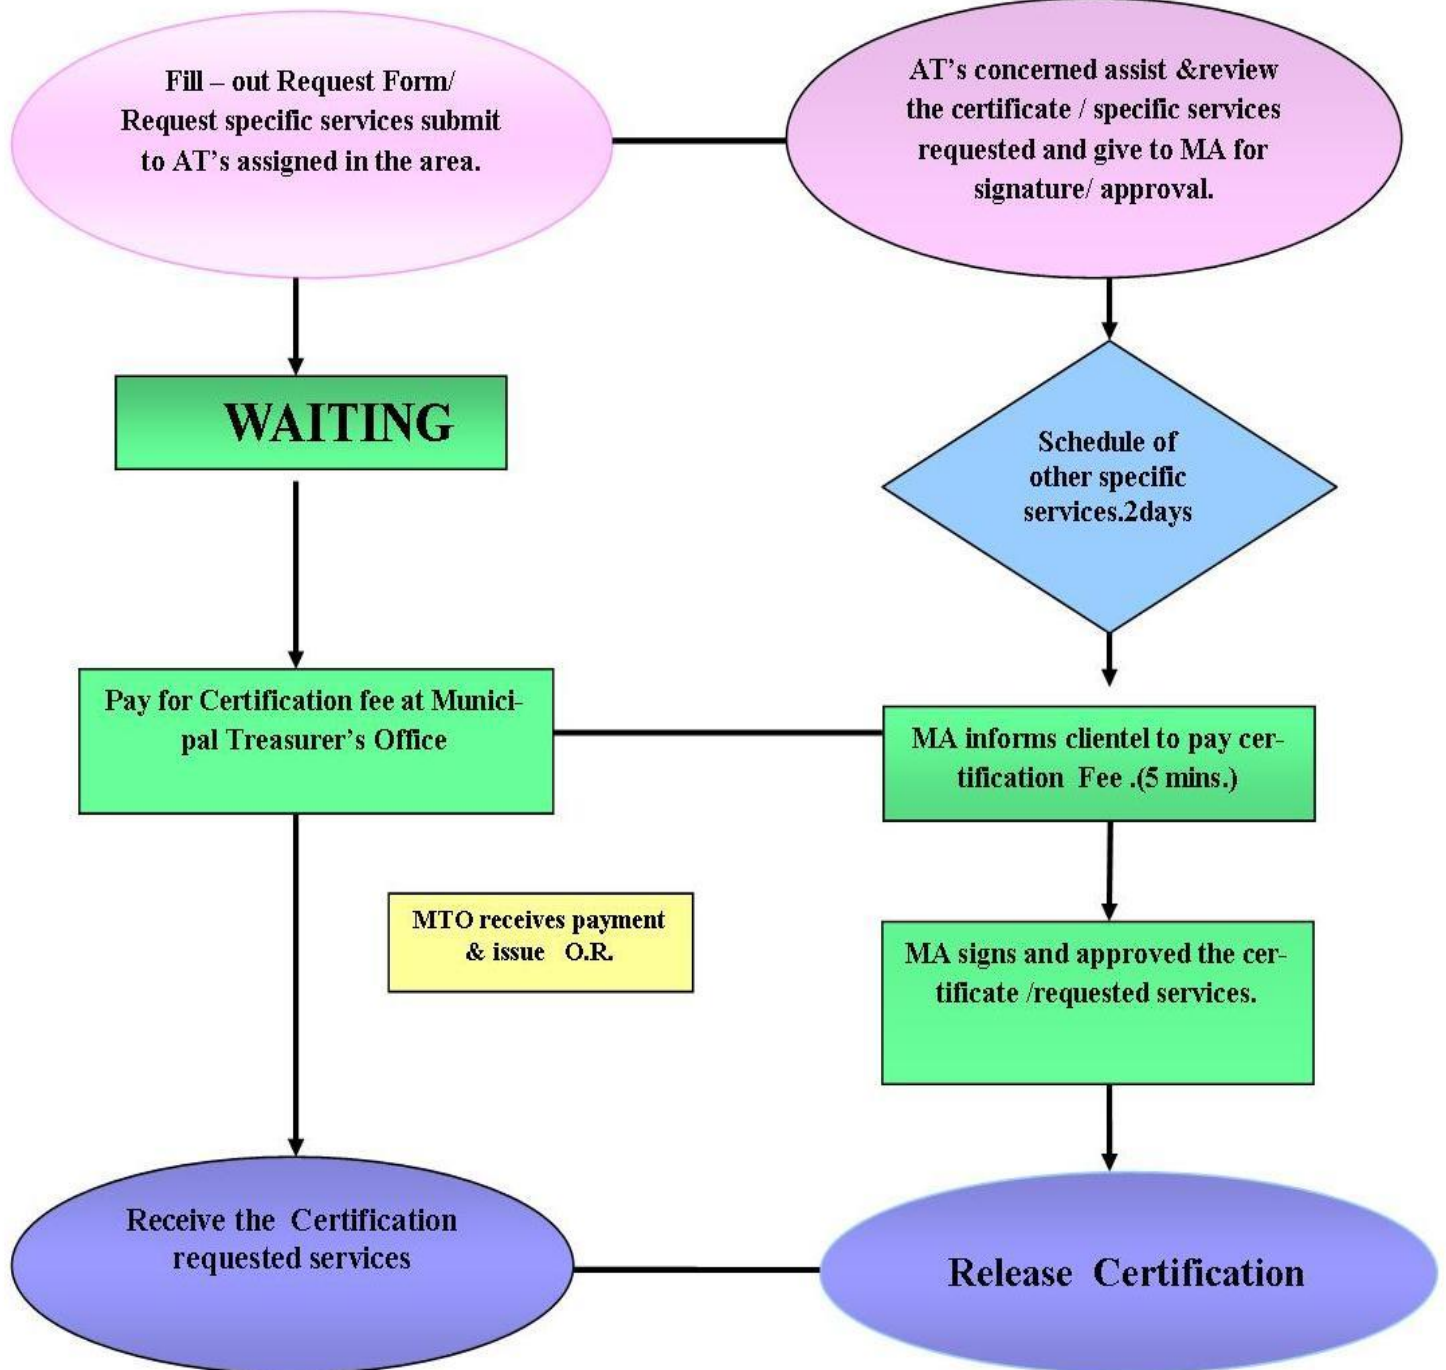 Fill – out Request Form/
Request specific services submit
to AT’s assigned in the area.
AT’s concerned assist &review
the certificate / specific services
requested and give to MA for
signature/ approval.
WAITING
Schedule of
other specific
services.2days
Pay for Certification fee at Munici-
pal Treasurer’s Office
MA informs clientel to pay cer-
tification Fee .(5 mins.)
MTO receives payment
& issue O.R.
MA signs and approved the cer-
tificate /requested services.
Receive the Certification
requested services
Release Certification